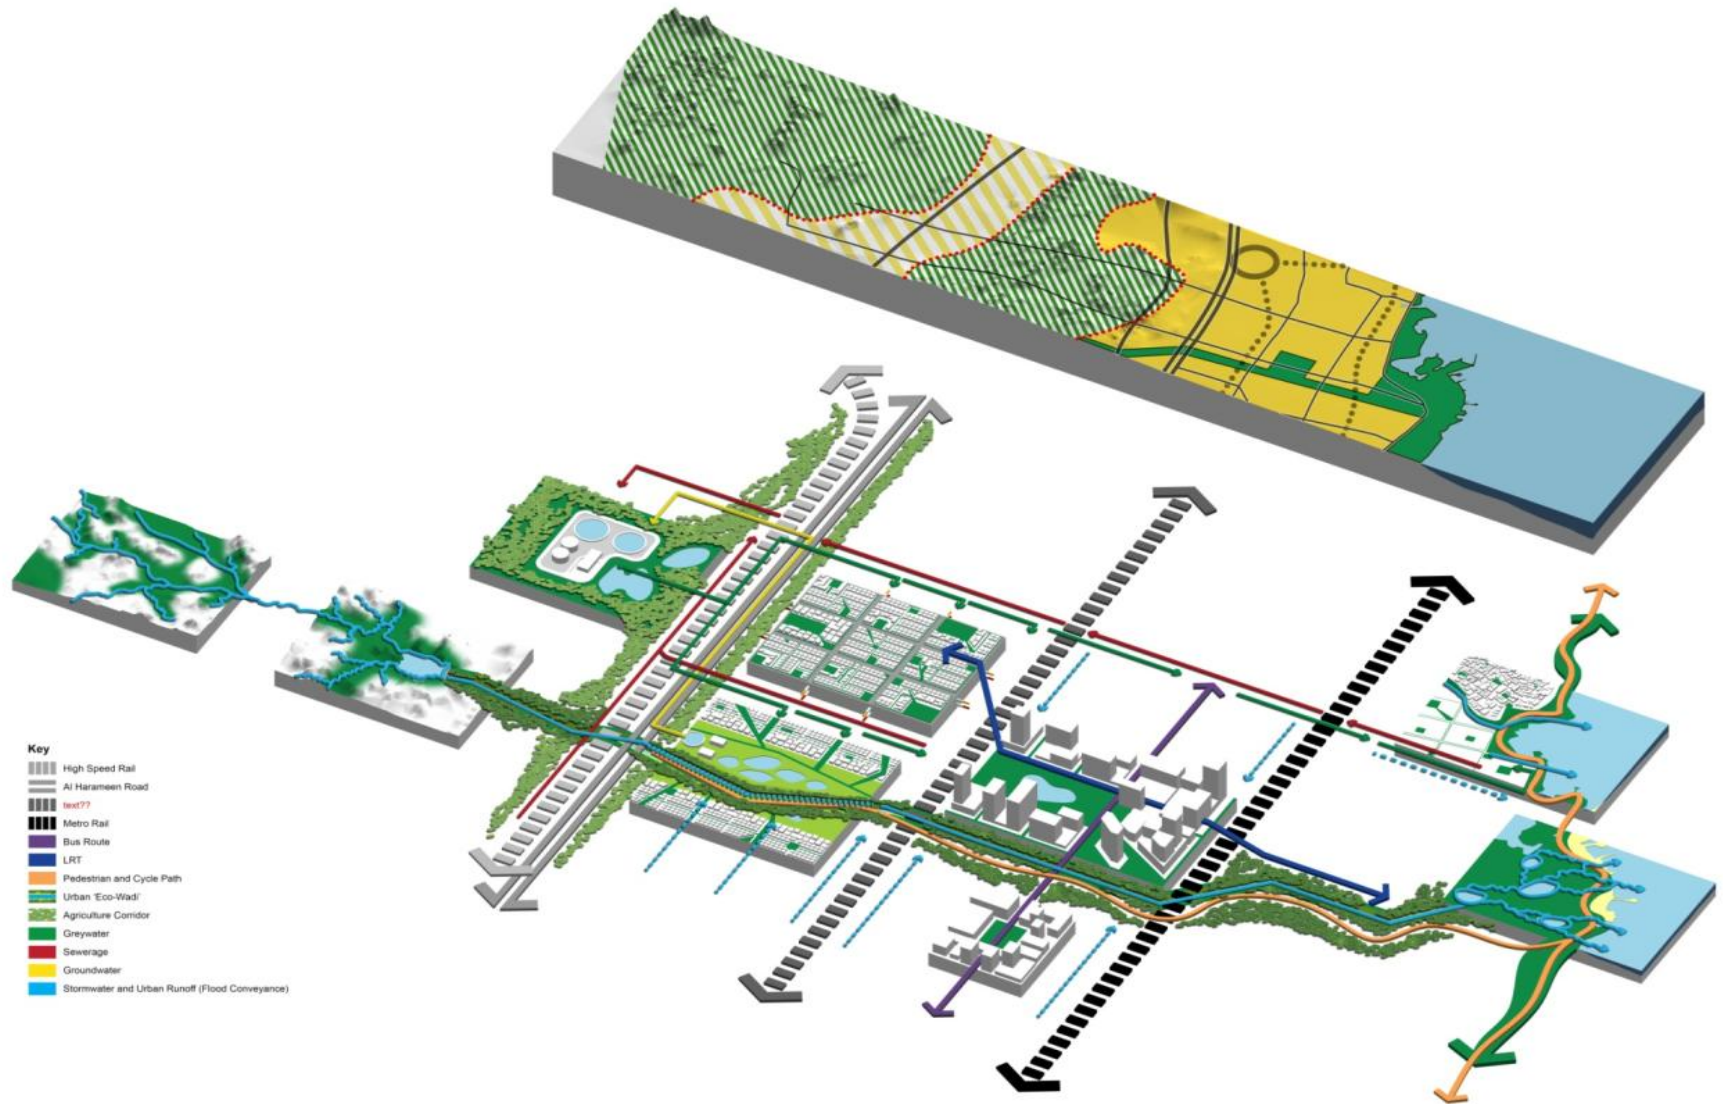 Key
High Speed Rail
Al Harameen Road
text??
Metro Rail
Bus Route
LRT
Pedestrian and Cycle Path
Urban 'Eco-Wadi'
Agriculture Corridor
Greywater
Sewerage
Groundwater
Stormwater and Urban Runoff (Flood Conveyance)